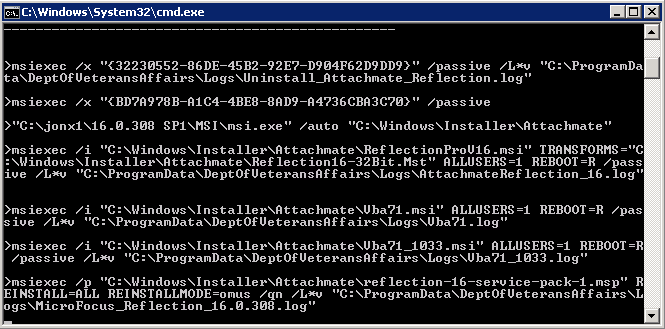 C:\Windows\System32\cmd.exe
----------------------------------------------------
>msiexec /x "{32230552-86DE-45B2-92E7-D904F62D9DD9}" /passive /L*v "C:\ProgramDa
ta\DeptOfVeteransAffairs\Logs\Uninstall_Attachmate_Reflection.log"
>msiexec /x "{BD7A978B-A1C4-4BE8-8AD9-A4736CBA3C70}" /passive
>"C:\jonx1\16.0.308 SP1\MSI\msi.exe" /auto "C:\Windows\Installer\Attachmate"
>msiexec /i "C:\Windows\Installer\Attachmate\ReflectionProV16.msi" TRANSFORMS="C
:\Windows\Installer\Attachmate\Reflection16-32Bit.Mst" ALLUSERS=1 REBOOT=R /pass
ive /L*v "C:\ProgramData\DeptOfVeteransAffairs\Logs\AttachmateReflection_16.log"
>msiexec /i "C:\Windows\Installer\Attachmate\Vba71.msi" ALLUSERS=1 REBOOT=R /pas
sive /L*v "C:\ProgramData\DeptOfVeteransAffairs\Logs\Vba71.log"
>msiexec /i "C:\Windows\Installer\Attachmate\Vba71_1033.msi" ALLUSERS=1 REBOOT=R
/passive /L*v "C:\ProgramData\DeptOfVeteransAffairs\Logs\Vba71_1033.log"
>msiexec /p "C:\Windows\Installer\Attachmate\reflection-16-service-pack-1.msp" R
EINSTALL=ALL REINSTALLMODE=omus /qn /L*v "C:\ProgramData\DeptOfVeteransAffairs\L
ogs\MicroFocus_Reflection_16.0.308.log"